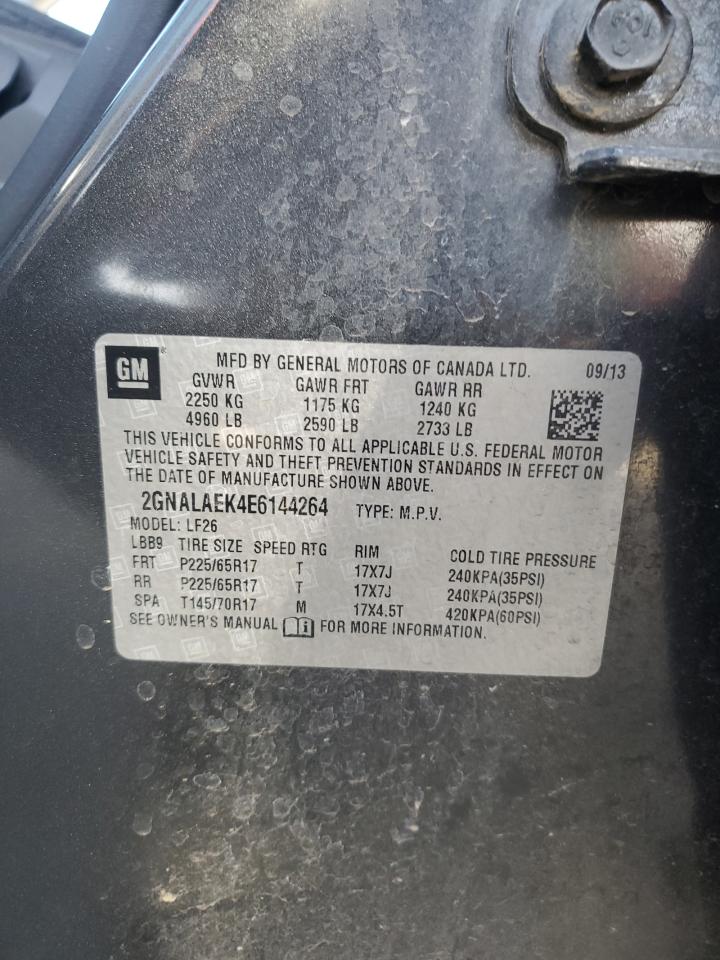 GM MFD BY GENERAL MOTORS OF CANADA LTD. 09/13
GVWR GAWR FRT GAWR RR
2250 KG 1175 KG 1240 KG
4960 LB 2590 LB 2733 LB
THIS VEHICLE CONFORMS TO ALL APPLICABLE U.S. FEDERAL MOTOR
VEHICLE SAFETY AND THEFT PREVENTION STANDARDS IN EFFECT ON
THE DATE OF MANUFACTURE SHOWN ABOVE.
2GNALAEK4E6144264 TYPE: M.P.V.
MODEL: LF26
LBB9 TIRE SIZE SPEED RTG RIM COLD TIRE PRESSURE
FRT P225/65R17 T 17X7J 240KPA(35PSI)
RR P225/65R17 T 17X7J 240KPA(35PSI)
SPA T145/70R17 M 17X4.5T 420KPA(60PSI)
SEE OWNER'S MANUAL FOR MORE INFORMATION.